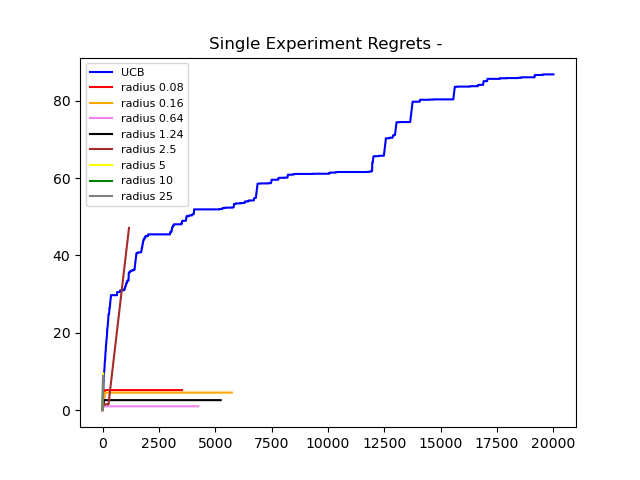 Single Experiment Regrets -
UCB
radius 0.08
radius 0.16
radius 0.64
radius 1.24
radius 2.5
radius 5
radius 10
radius 25
80
60
40
20
0
0 2500 5000 7500 10000 12500 15000 17500 20000